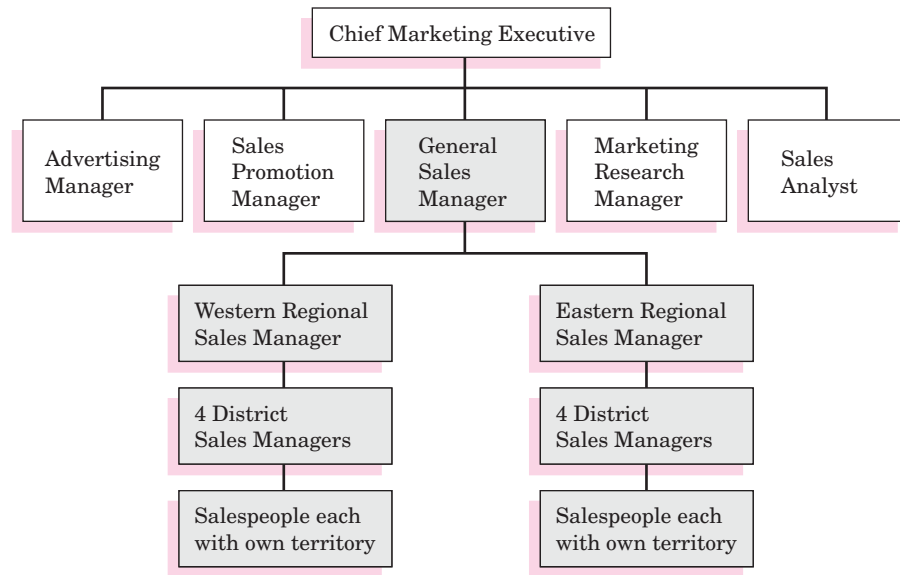 Chief Marketing Executive
Advertising
Manager
Sales
Promotion
Manager
General
Sales
Manager
Marketing
Research
Manager
Sales
Analyst
Western Regional
Sales Manager
Eastern Regional
Sales Manager
4 District
Sales Managers
4 District
Sales Managers
Salespeople each
with own territory
Salespeople each
with own territory